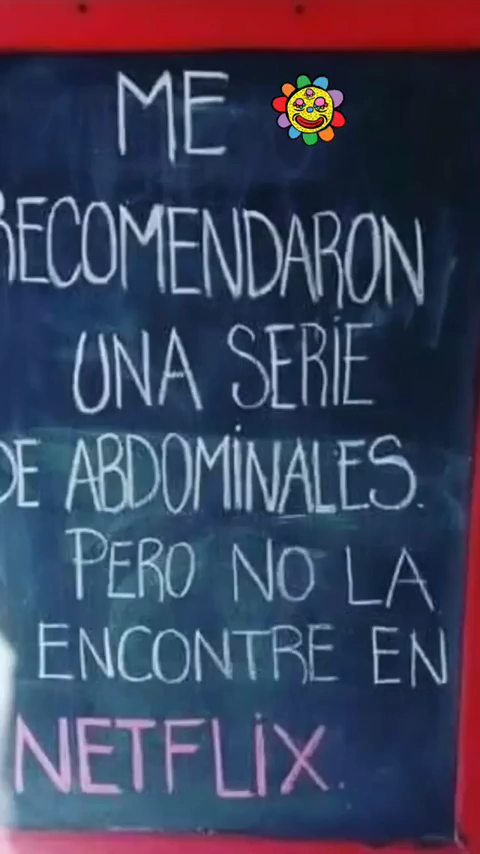 ME
RECOMENDARON
UNA SERIE
DE ABDOMINALES.
PERO NO LA
ENCONTRE EN
NETFLIX.